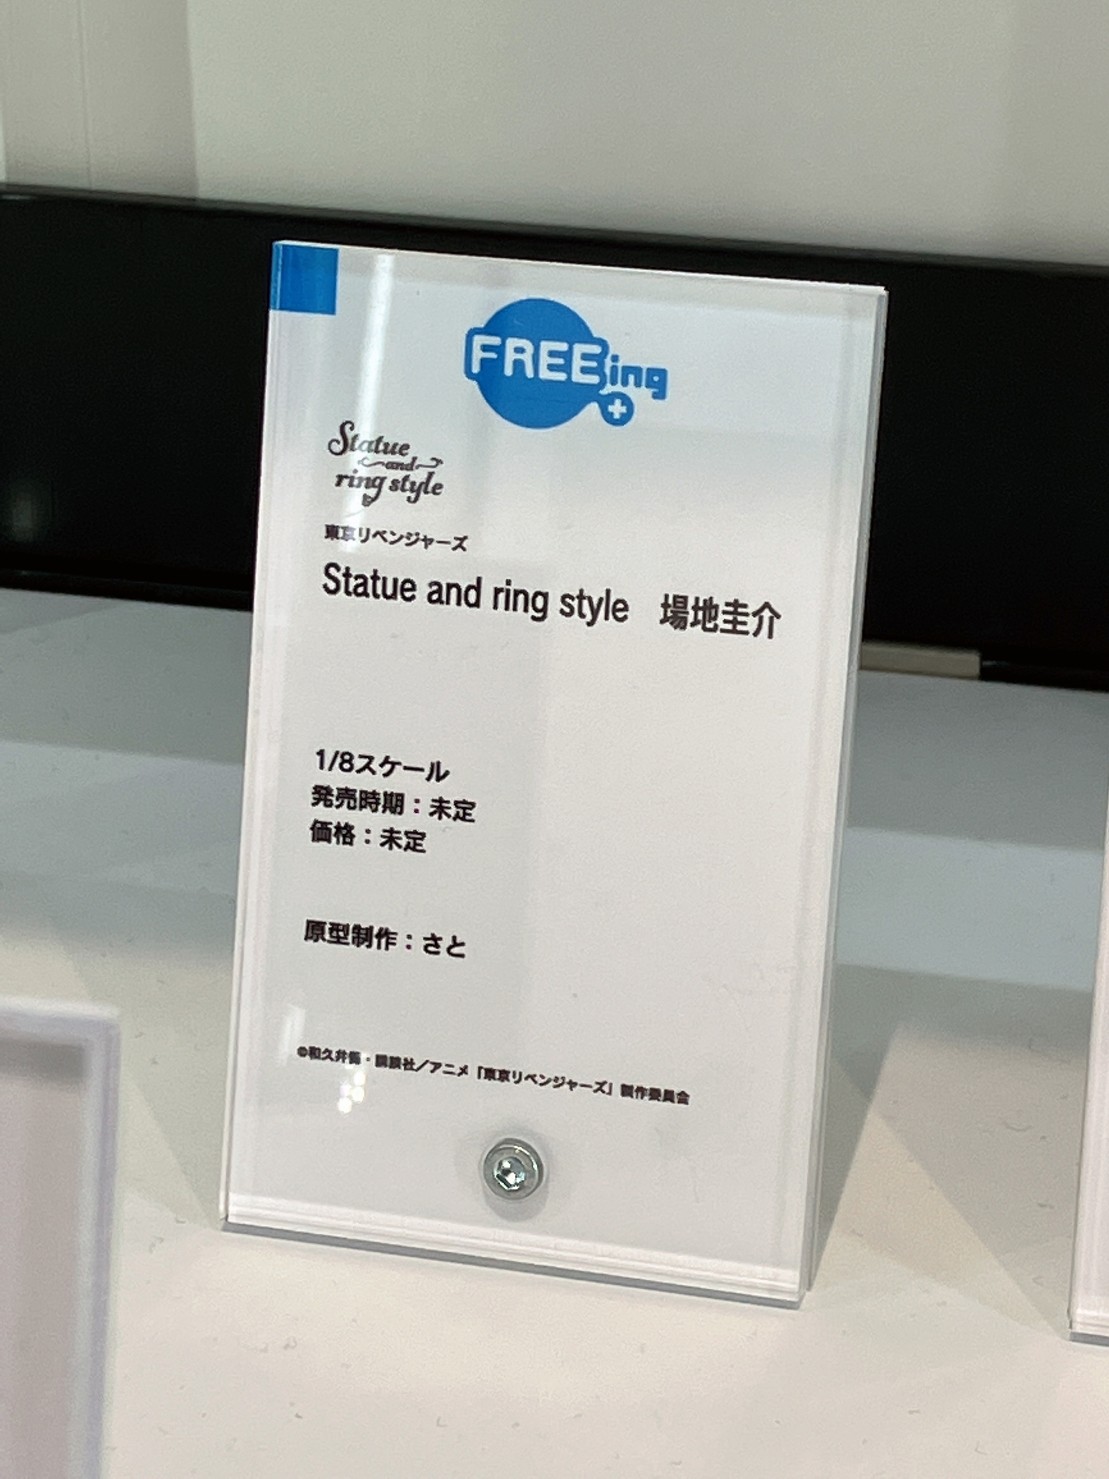 FREEing
Statue
and
ring style
東京リベンジャーズ
Statue and ring style　場地圭介
1/8スケール
発売時期：未定
価格：未定
原型制作：さと
©和久井健・講談社／アニメ「東京リベンジャーズ」製作委員会